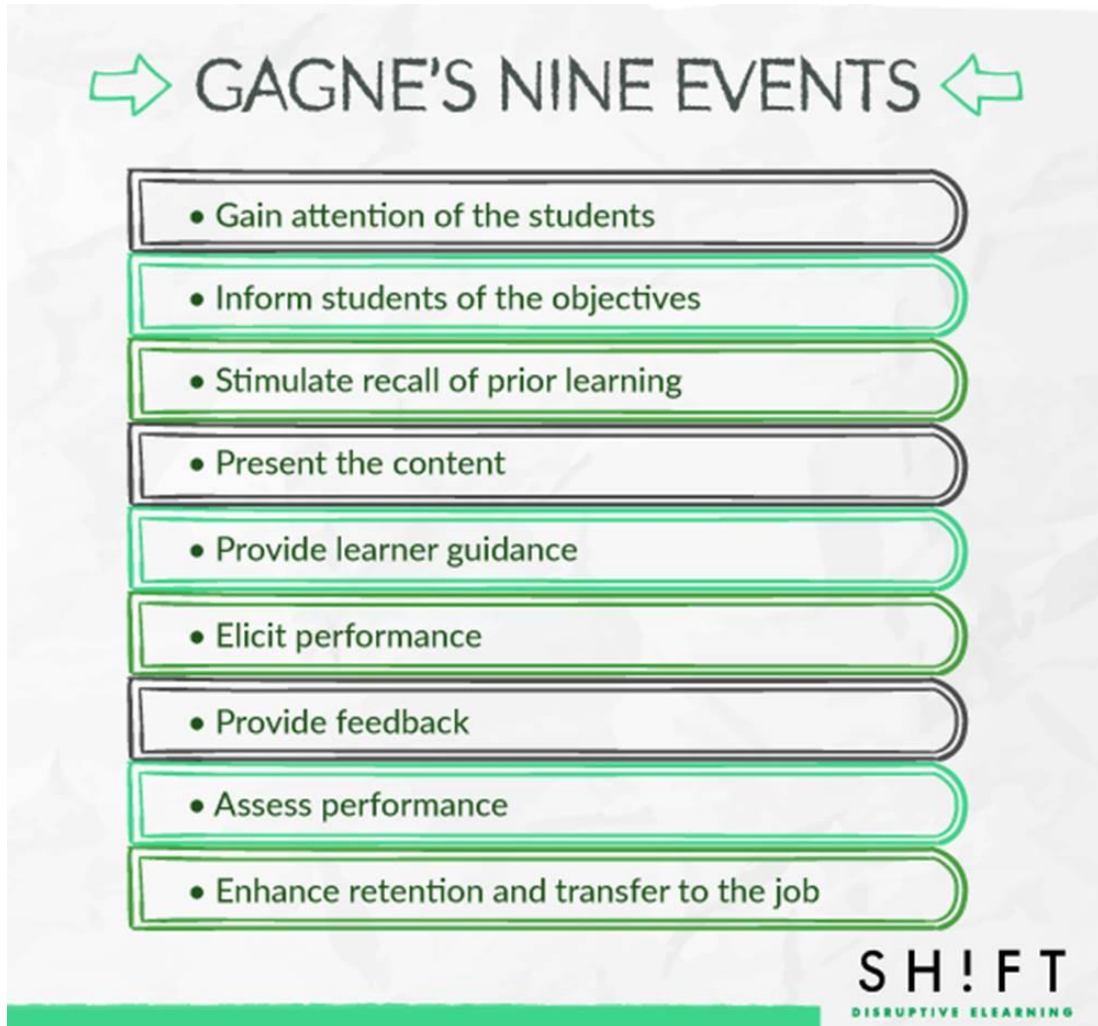 GAGNE'S NINE EVENTS
• Gain attention of the students
• Inform students of the objectives
• Stimulate recall of prior learning
• Present the content
• Provide learner guidance
• Elicit performance
• Provide feedback
• Assess performance
• Enhance retention and transfer to the job
SH!FT
DISRUPTIVE ELEARNING